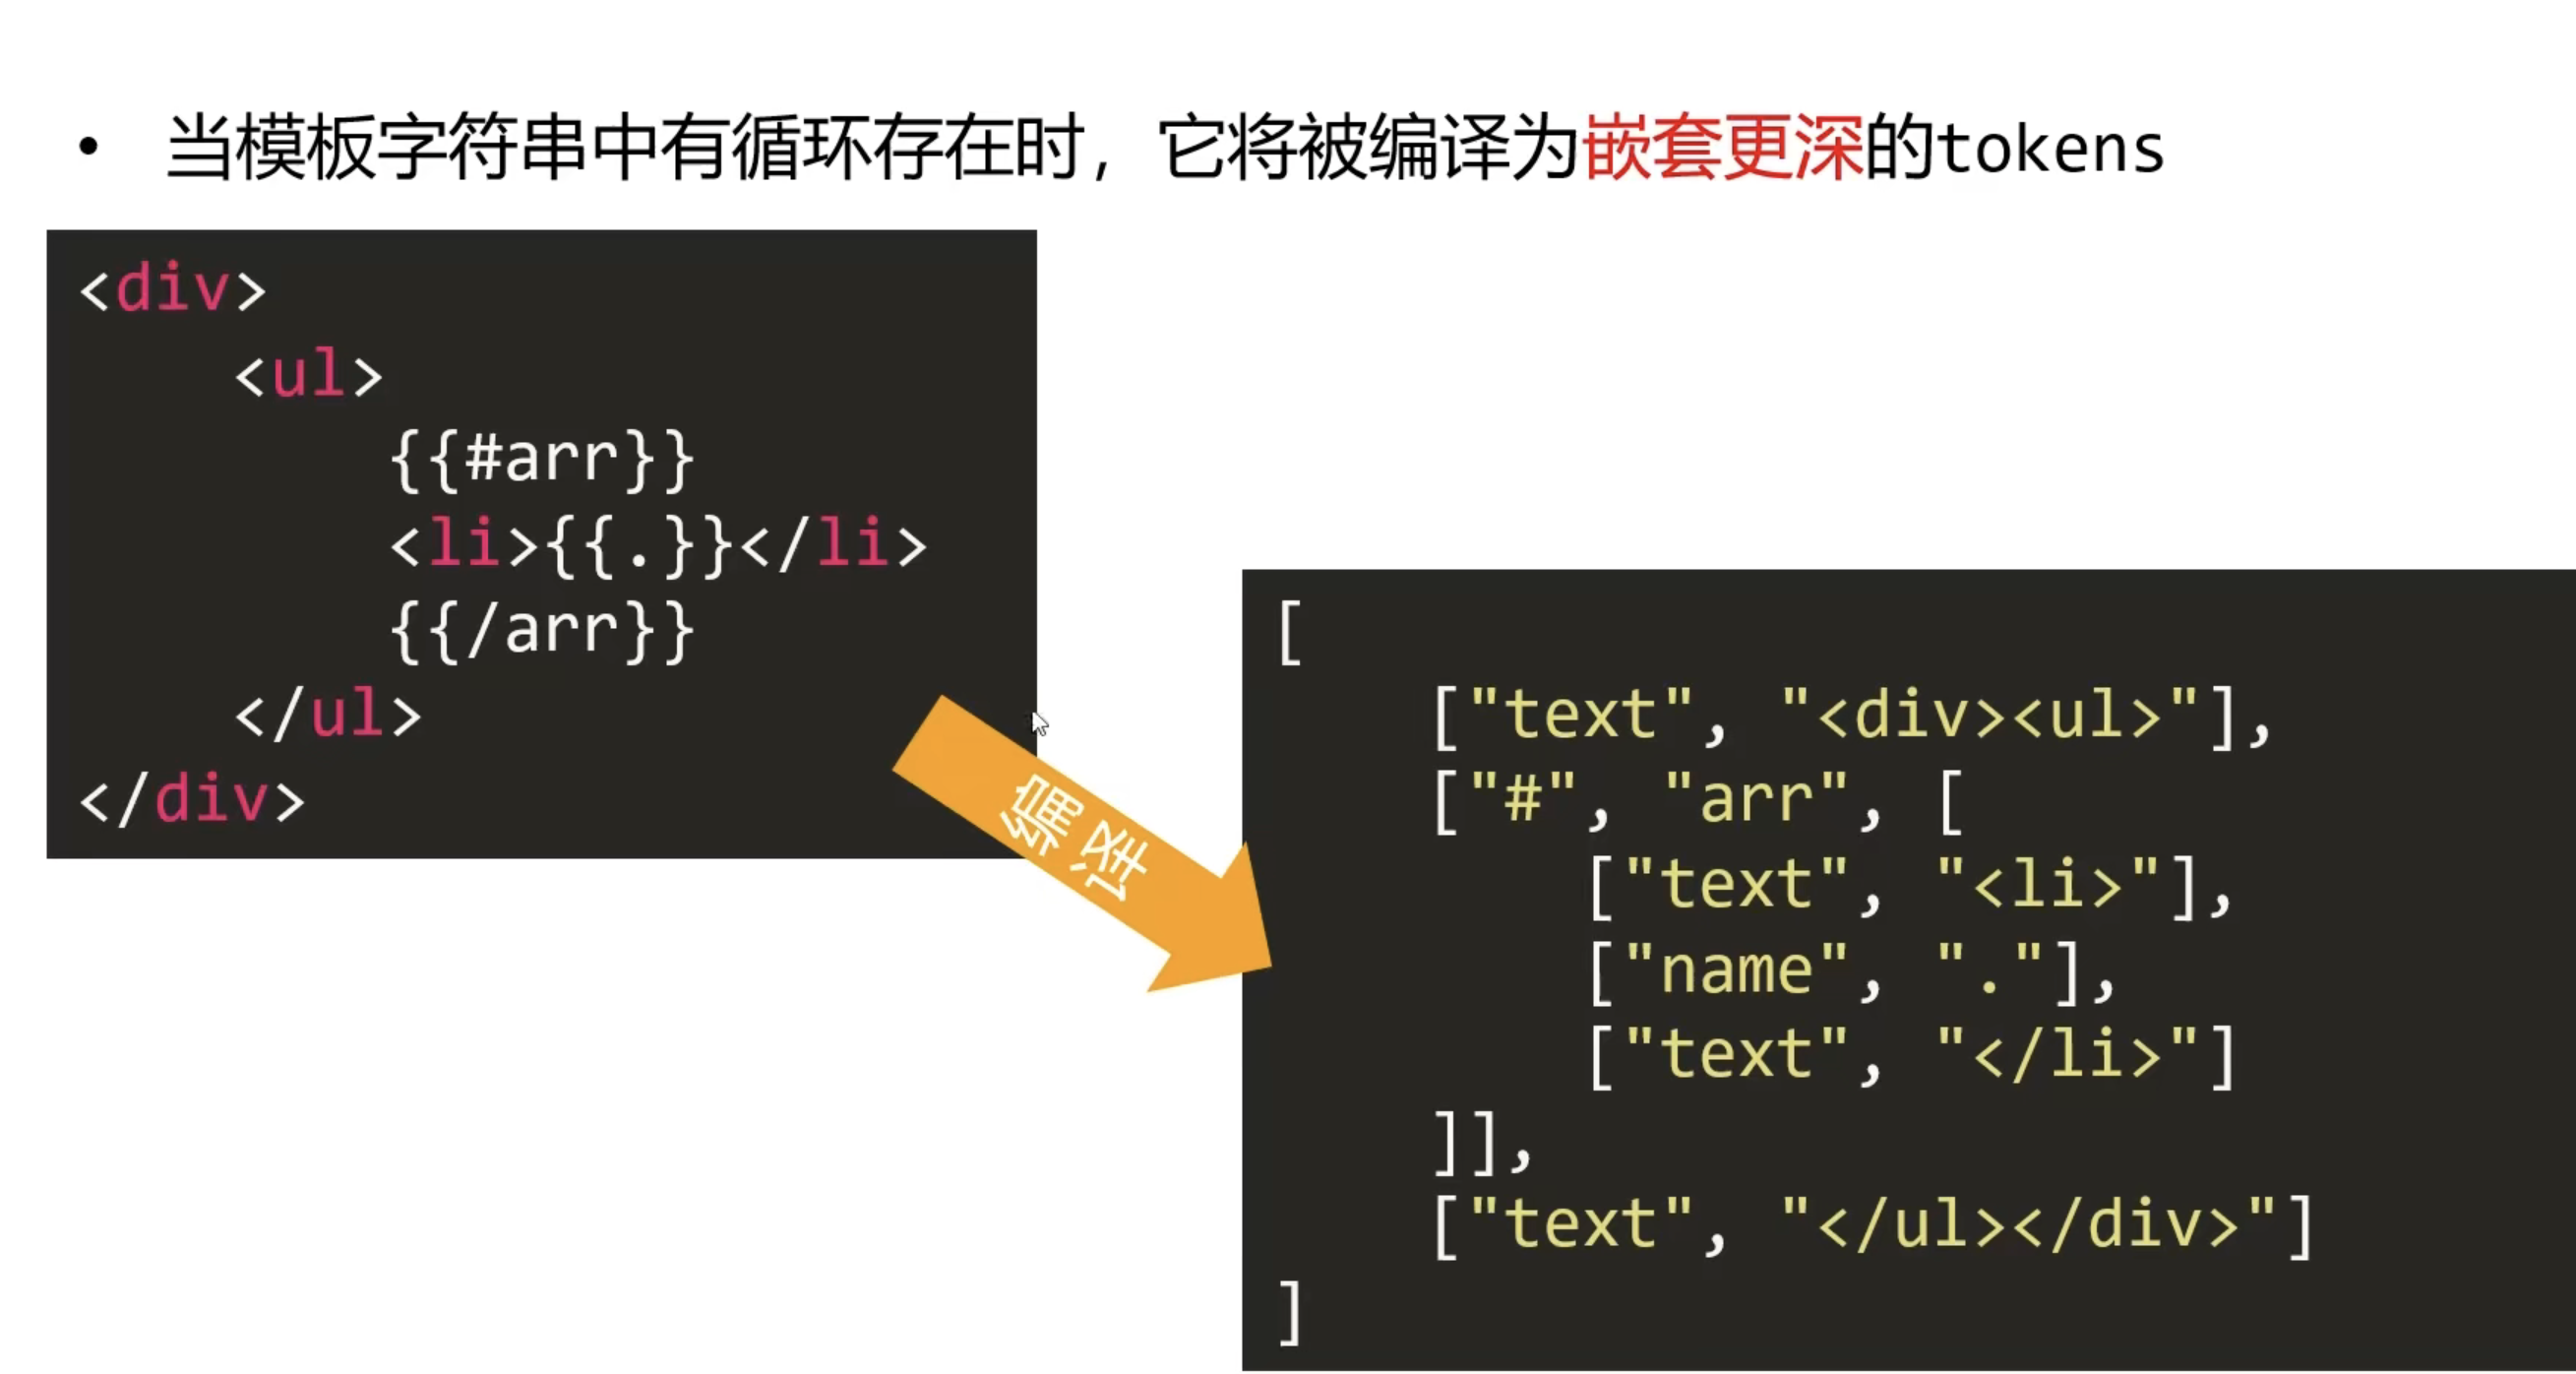 • 当模板字符串中有循环存在时，它将被编译为嵌套更深的tokens
<div>
    <ul>
        {{#arr}}
        <li>{{.}}</li>
        {{/arr}}
    </ul>
</div>
编译
[
    ["text", "<div><ul>"],
    ["#", "arr", [
        ["text", "<li>"],
        ["name", "."],
        ["text", "</li>"]
    ]],
    ["text", "</ul></div>"]
]